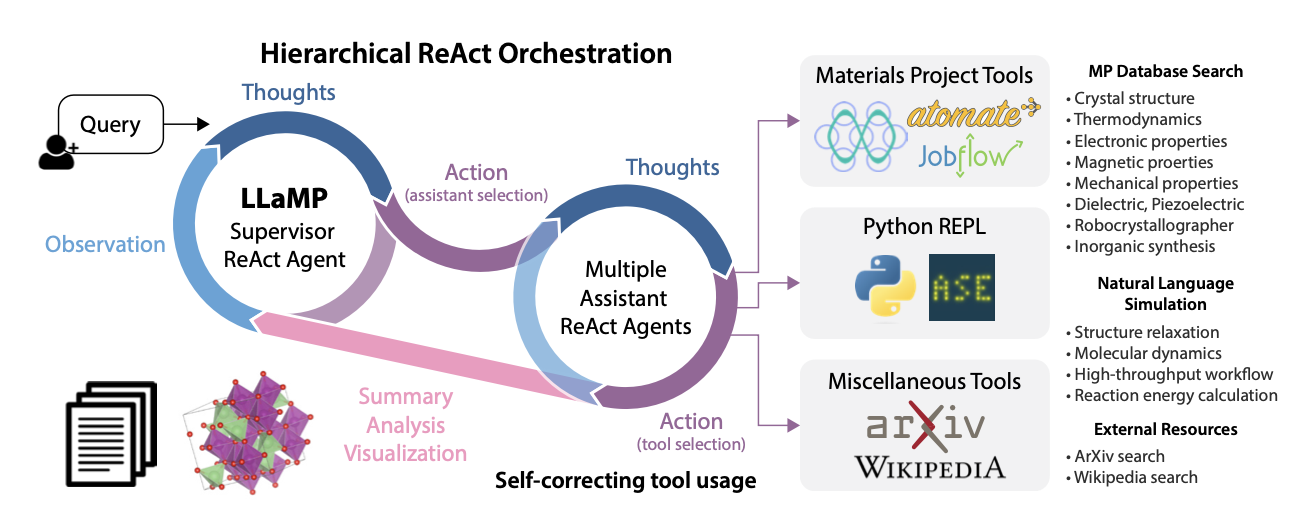 Hierarchical ReAct Orchestration
Query
Thoughts
LLaMP
Supervisor
ReAct Agent
Observation
Action
(assistant selection)
Thoughts
Multiple
Assistant
ReAct Agents
Action
(tool selection)
Summary
Analysis
Visualization
Self-correcting tool usage
Materials Project Tools
atomate
Jobflow
Python REPL
ASE
Miscellaneous Tools
arXiv
WIKIPEDIA
MP Database Search
• Crystal structure
• Thermodynamics
• Electronic properties
• Magnetic proerties
• Mechanical properties
• Dielectric, Piezoelectric
• Robocrystallographer
• Inorganic synthesis
Natural Language
Simulation
• Structure relaxation
• Molecular dynamics
• High-throughput workflow
• Reaction energy calculation
External Resources
• ArXiv search
• Wikipedia search